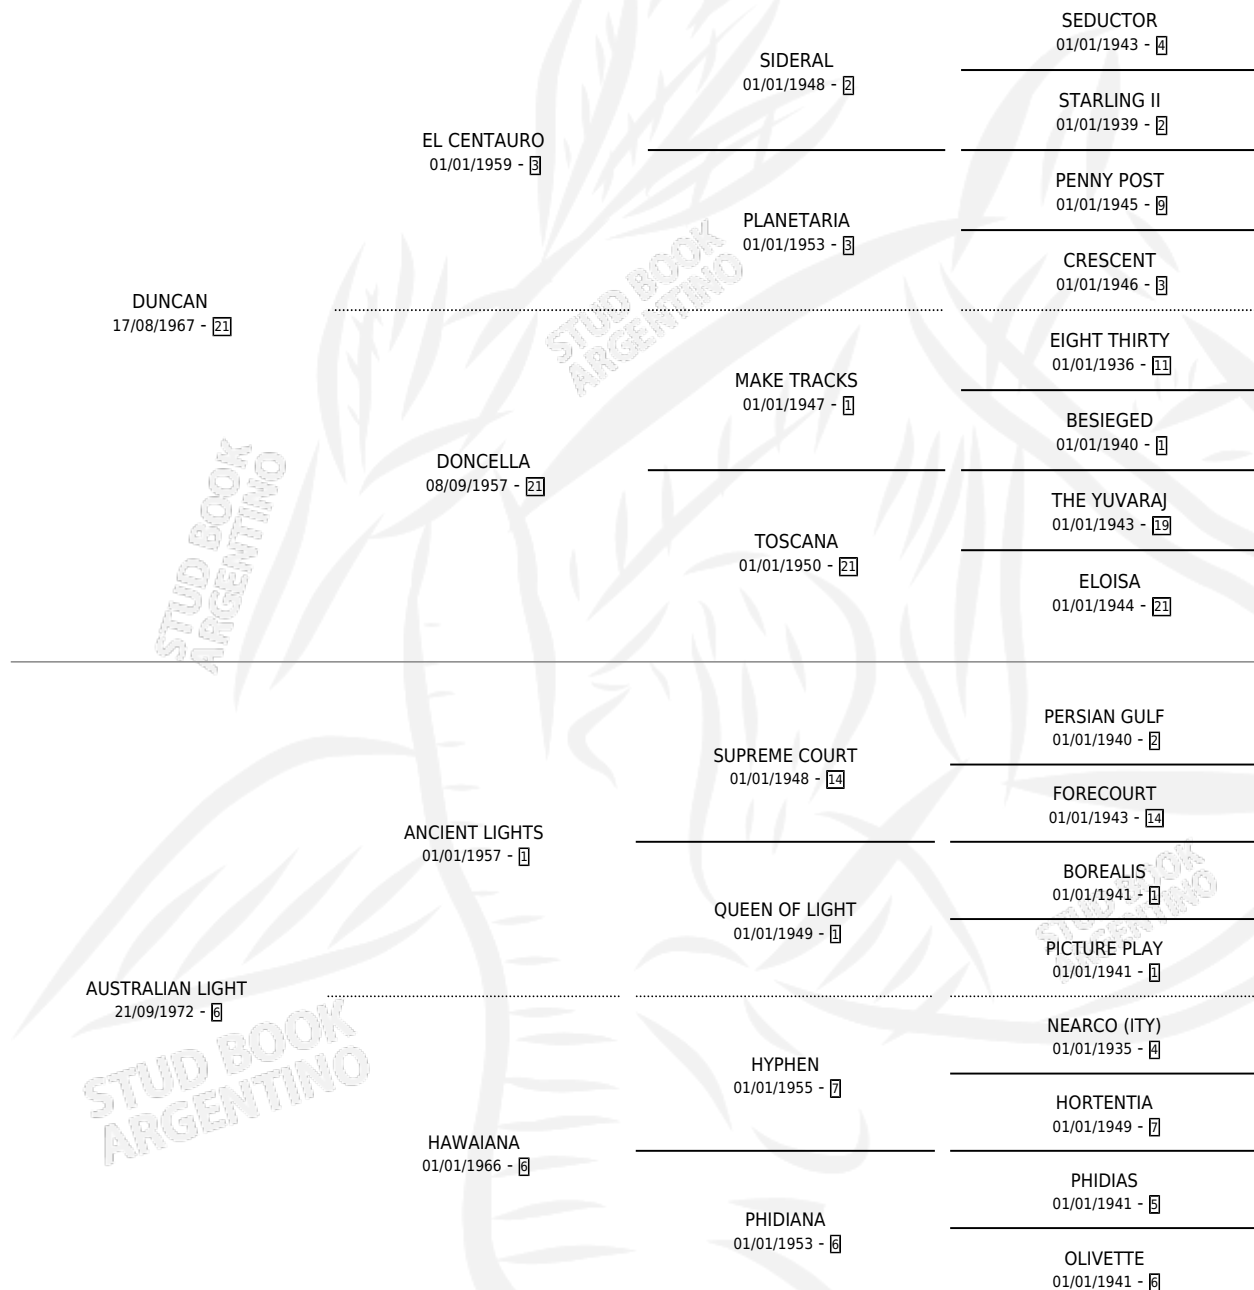 SEDUCTOR
01/01/1943 - 4
SIDERAL
01/01/1948 - 2
STARLING II
01/01/1939 - 2
EL CENTAURO
01/01/1959 - 3
PENNY POST
01/01/1945 - 9
PLANETARIA
01/01/1953 - 3
CRESCENT
01/01/1946 - 3
DUNCAN
17/08/1967 - 21
EIGHT THIRTY
01/01/1936 - 11
MAKE TRACKS
01/01/1947 - 1
BESIEGED
01/01/1940 - 1
DONCELLA
08/09/1957 - 21
THE YUVARAJ
01/01/1943 - 19
TOSCANA
01/01/1950 - 21
ELOISA
01/01/1944 - 21
PERSIAN GULF
01/01/1940 - 2
SUPREME COURT
01/01/1948 - 14
FORECOURT
01/01/1943 - 14
ANCIENT LIGHTS
01/01/1957 - 1
BOREALIS
01/01/1941 - 1
QUEEN OF LIGHT
01/01/1949 - 1
PICTURE PLAY
01/01/1941 - 1
AUSTRALIAN LIGHT
21/09/1972 - 6
NEARCO (ITY)
01/01/1935 - 4
HYPHEN
01/01/1955 - 7
HORTENTIA
01/01/1949 - 7
HAWAIANA
01/01/1966 - 6
PHIDIAS
01/01/1941 - 5
PHIDIANA
01/01/1953 - 6
OLIVETTE
01/01/1941 - 6
STUD BOOK
ARGENTINO
STUD BOOK
ARGENTINO
STUD BOOK
ARGENTINO
STUD BOOK
ARGENTINO